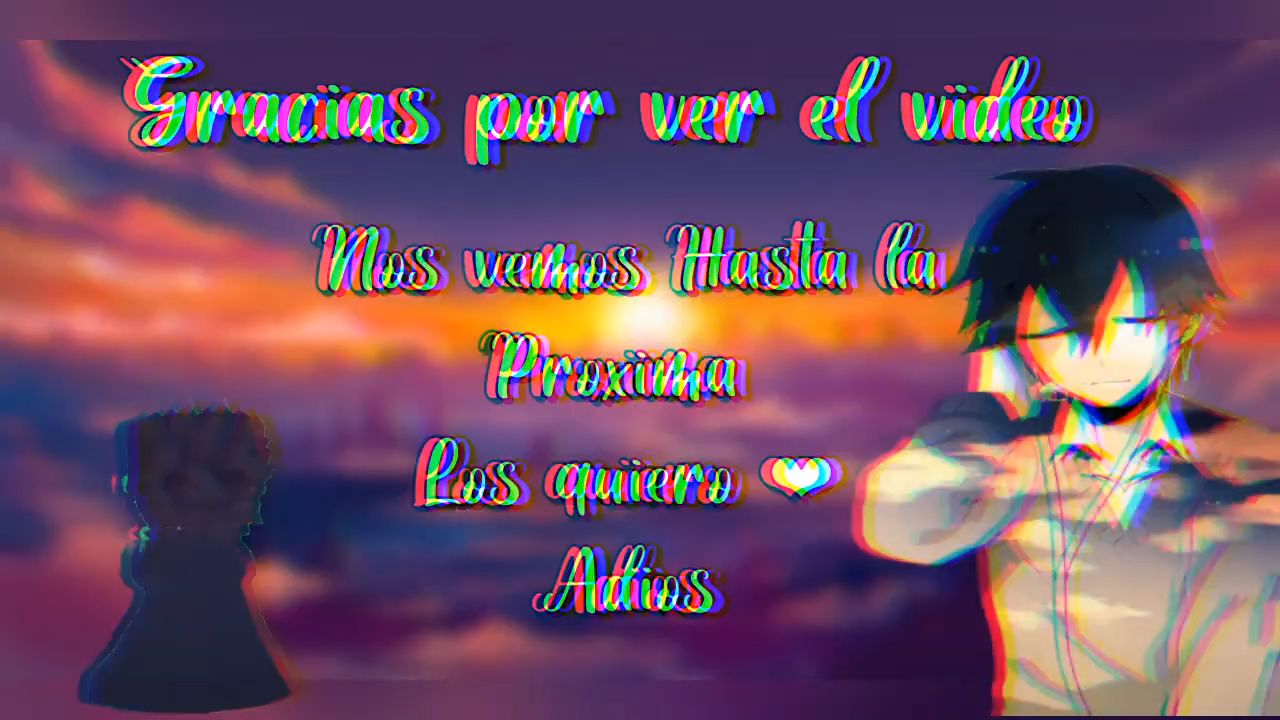 Gracias por ver el video
Nos vemos Hasta la
Proxima
Los quiero ❤
Adios